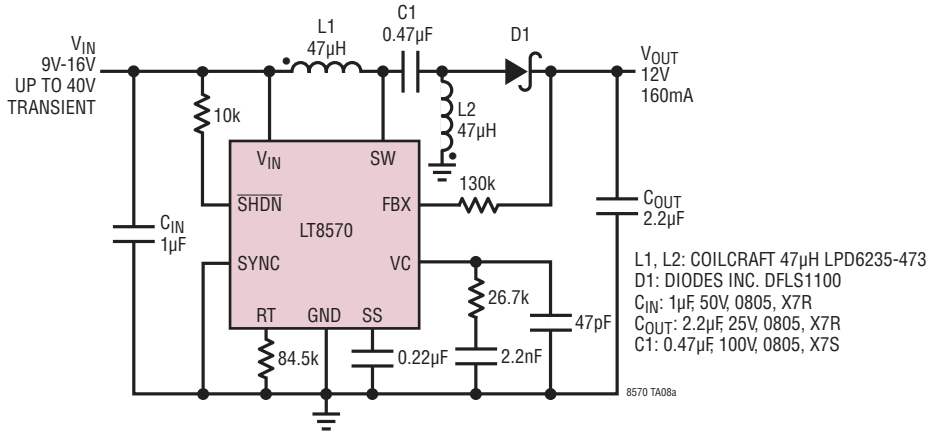 VIN
9V-16V
UP TO 40V
TRANSIENT
L1
47µH
C1
0.47µF
D1
VOUT
12V
160mA
10k
L2
47µH
VIN
SW
130k
SHDN
FBX
LT8570
CIN
1µF
COUT
2.2µF
SYNC
VC
26.7k
47pF
RT
GND
SS
84.5k
0.22µF
2.2nF
L1, L2: COILCRAFT 47µH LPD6235-473
D1: DIODES INC. DFLS1100
CIN: 1µF, 50V, 0805, X7R
COUT: 2.2µF, 25V, 0805, X7R
C1: 0.47µF, 100V, 0805, X7S
8570 TA08a